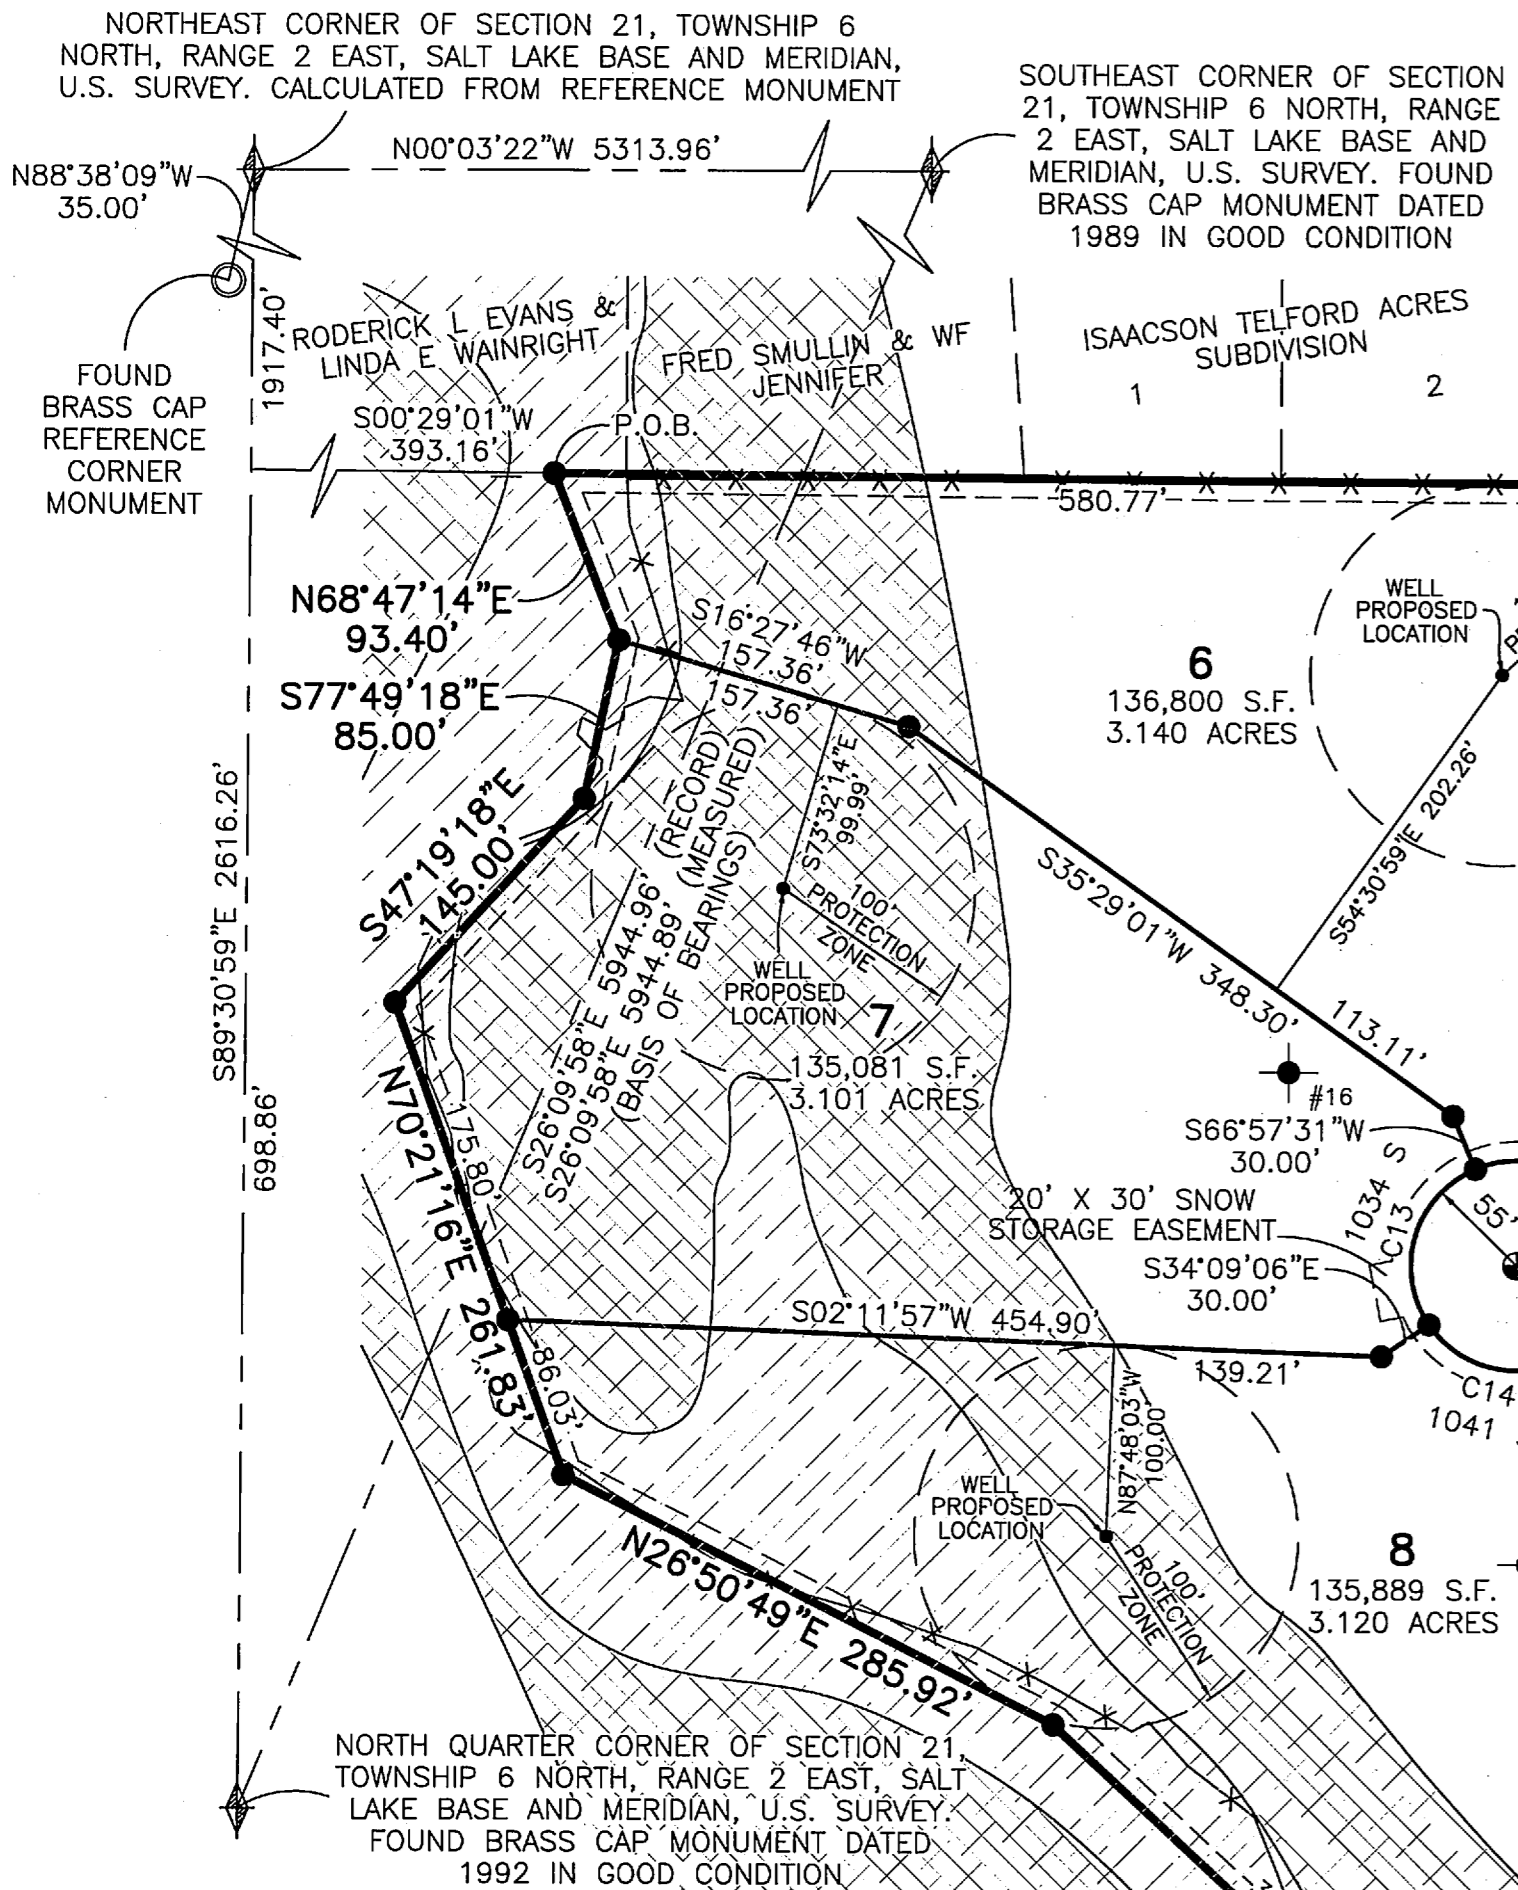 NORTHEAST CORNER OF SECTION 21, TOWNSHIP 6
NORTH, RANGE 2 EAST, SALT LAKE BASE AND MERIDIAN,
U.S. SURVEY. CALCULATED FROM REFERENCE MONUMENT
SOUTHEAST CORNER OF SECTION
21, TOWNSHIP 6 NORTH, RANGE
2 EAST, SALT LAKE BASE AND
MERIDIAN, U.S. SURVEY. FOUND
BRASS CAP MONUMENT DATED
1989 IN GOOD CONDITION
N00°03'22"W 5313.96'
N88°38'09"W
35.00'
1917.40'
RODERICK L EVANS &
LINDA E WAINRIGHT
FRED SMULLIN & WF
JENNIFER
ISAACSON TELFORD ACRES
SUBDIVISION
1
2
FOUND
BRASS CAP
REFERENCE
CORNER
MONUMENT
S00°29'01"W
393.16'
P.O.B.
580.77'
N68°47'14"E
93.40'
S16°27'46"W
157.36'
157.36'
WELL
PROPOSED
LOCATION
6
136,800 S.F.
3.140 ACRES
S77°49'18"E
85.00'
S73°32'14"E
99.99'
S54°30'59"E 202.26'
S47°19'18"E
145.00'
S26°09'58"E 5944.96' (RECORD)
S26°09'58"E 5944.89' (MEASURED)
(BASIS OF BEARINGS)
100'
PROTECTION
ZONE
WELL
PROPOSED
LOCATION
S35°29'01"W 348.30'
113.11'
7
135,081 S.F.
3.101 ACRES
S89°30'59"E 2616.26'
698.86'
#16
S66°57'31"W
30.00'
N70°21'16"E 261.83'
175.80'
86.03'
20' X 30' SNOW
STORAGE EASEMENT
1034 S
C13
55'
S34°09'06"E
30.00'
S02°11'57"W 454.90'
139.21'
C14
1041
N87°48'03"W
100.00'
WELL
PROPOSED
LOCATION
100'
PROTECTION
ZONE
8
135,889 S.F.
3.120 ACRES
N26°50'49"E 285.92'
NORTH QUARTER CORNER OF SECTION 21,
TOWNSHIP 6 NORTH, RANGE 2 EAST, SALT
LAKE BASE AND MERIDIAN, U.S. SURVEY.
FOUND BRASS CAP MONUMENT DATED
1992 IN GOOD CONDITION